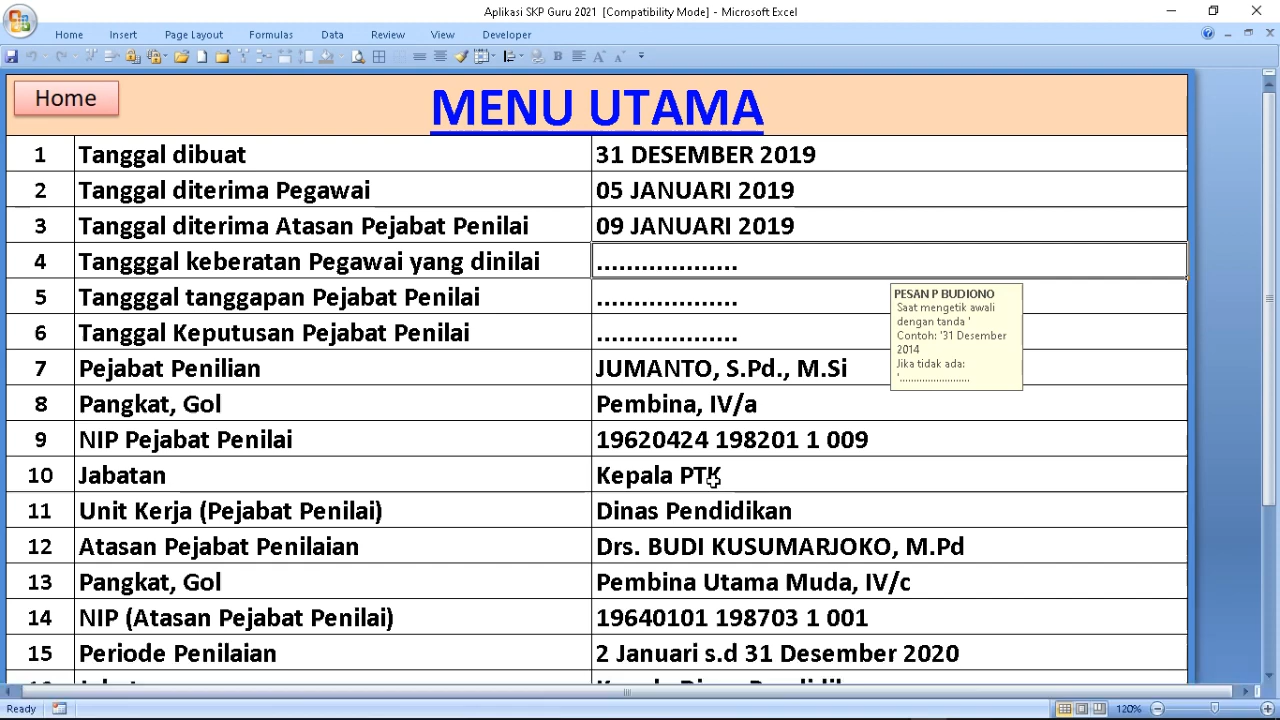 Aplikasi SKP Guru 2021 [Compatibility Mode] - Microsoft Excel
Home Insert Page Layout Formulas Data Review View Developer
Home
MENU UTAMA
1 Tanggal dibuat 31 DESEMBER 2019
2 Tanggal diterima Pegawai 05 JANUARI 2019
3 Tanggal diterima Atasan Pejabat Penilai 09 JANUARI 2019
4 Tangggal keberatan Pegawai yang dinilai ...................
5 Tangggal tanggapan Pejabat Penilai ...................
6 Tanggal Keputusan Pejabat Penilai ...................
PESAN P BUDIONO
Saat mengetik awali
dengan tanda '
Contoh: '31 Desember
2014
Jika tidak ada:
'.........................
7 Pejabat Penilian JUMANTO, S.Pd., M.Si
8 Pangkat, Gol Pembina, IV/a
9 NIP Pejabat Penilai 19620424 198201 1 009
10 Jabatan Kepala PTK
11 Unit Kerja (Pejabat Penilai) Dinas Pendidikan
12 Atasan Pejabat Penilaian Drs. BUDI KUSUMARJOKO, M.Pd
13 Pangkat, Gol Pembina Utama Muda, IV/c
14 NIP (Atasan Pejabat Penilai) 19640101 198703 1 001
15 Periode Penilaian 2 Januari s.d 31 Desember 2020
Ready 120%